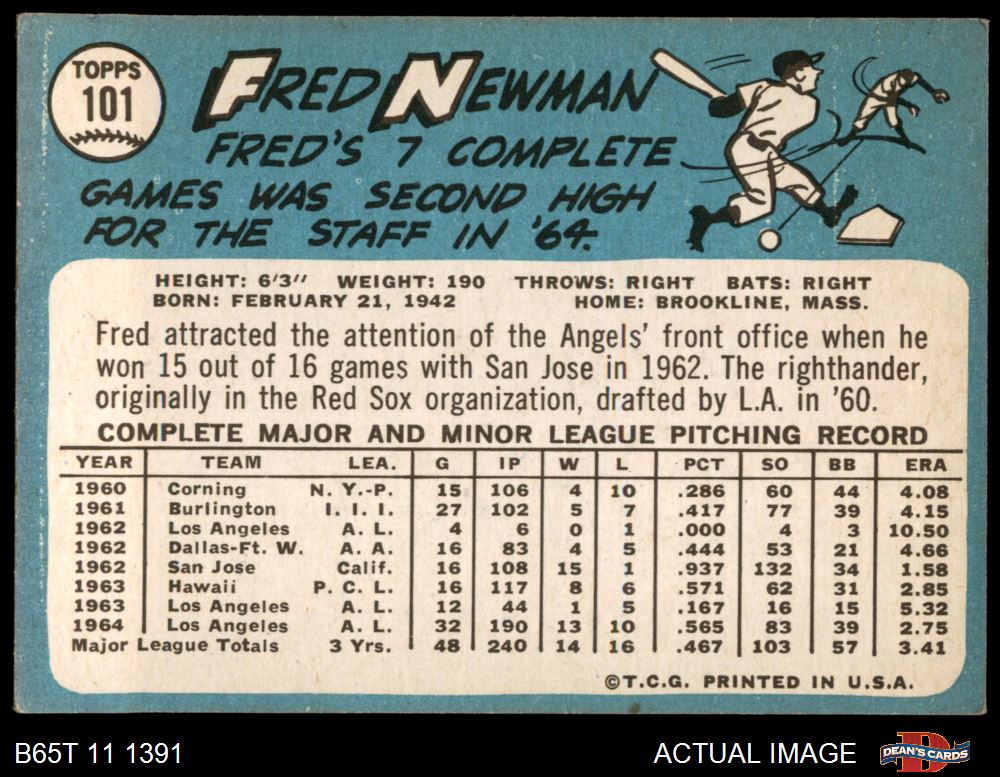 TOPPS
101
FRED NEWMAN
FRED'S 7 COMPLETE
GAMES WAS SECOND HIGH
FOR THE STAFF IN '64.
HEIGHT: 6'3" WEIGHT: 190 THROWS: RIGHT BATS: RIGHT
BORN: FEBRUARY 21, 1942 HOME: BROOKLINE, MASS.
Fred attracted the attention of the Angels' front office when he
won 15 out of 16 games with San Jose in 1962. The righthander,
originally in the Red Sox organization, drafted by L.A. in '60.
COMPLETE MAJOR AND MINOR LEAGUE PITCHING RECORD
YEAR TEAM LEA. G IP W L PCT SO BB ERA
1960 Corning N. Y.-P. 15 106 4 10 .286 60 44 4.08
1961 Burlington I. I. I. 27 102 5 7 .417 77 39 4.15
1962 Los Angeles A. L. 4 6 0 1 .000 4 3 10.50
1962 Dallas-Ft. W. A. A. 16 83 4 5 .444 53 21 4.66
1962 San Jose Calif. 16 108 15 1 .937 132 34 1.58
1963 Hawaii P. C. L. 16 117 8 6 .571 62 31 2.85
1963 Los Angeles A. L. 12 44 1 5 .167 16 15 5.32
1964 Los Angeles A. L. 32 190 13 10 .565 83 39 2.75
Major League Totals 3 Yrs. 48 240 14 16 .467 103 57 3.41
©T.C.G. PRINTED IN U.S.A.
B65T 11 1391 ACTUAL IMAGE DEAN'S CARDS